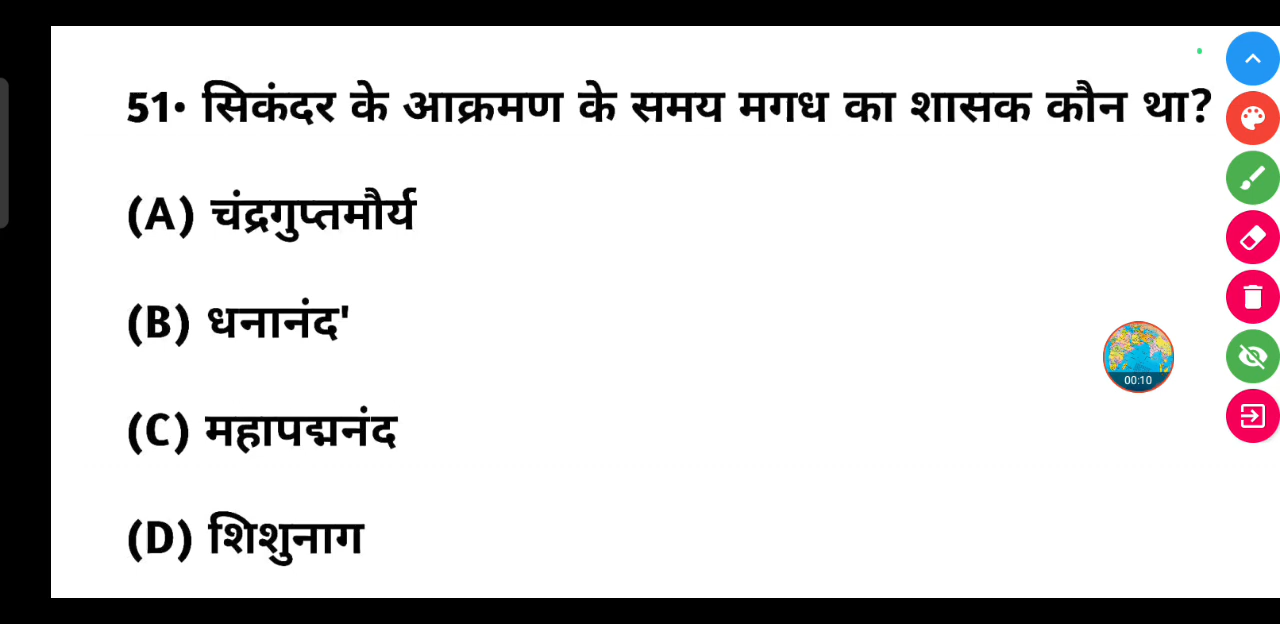 51· सिकंदर के आक्रमण के समय मगध का शासक कौन था?
(A) चंद्रगुप्तमौर्य
(B) धनानंद'
(C) महापद्मनंद
(D) शिशुनाग
00:10